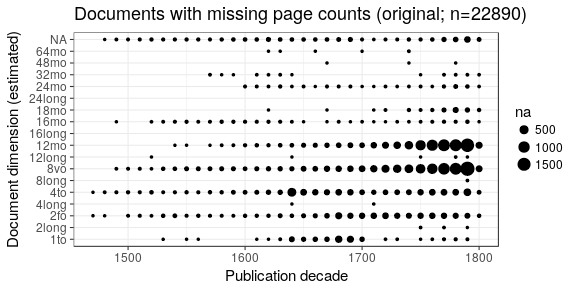 Documents with missing page counts (original; n=22890)
Document dimension (estimated)
NA
64mo
48mo
32mo
24mo
24long
18mo
16mo
16long
12mo
12long
8vo
8long
4to
4long
2to
2long
1to
1500
1600
1700
1800
Publication decade
na
500
1000
1500